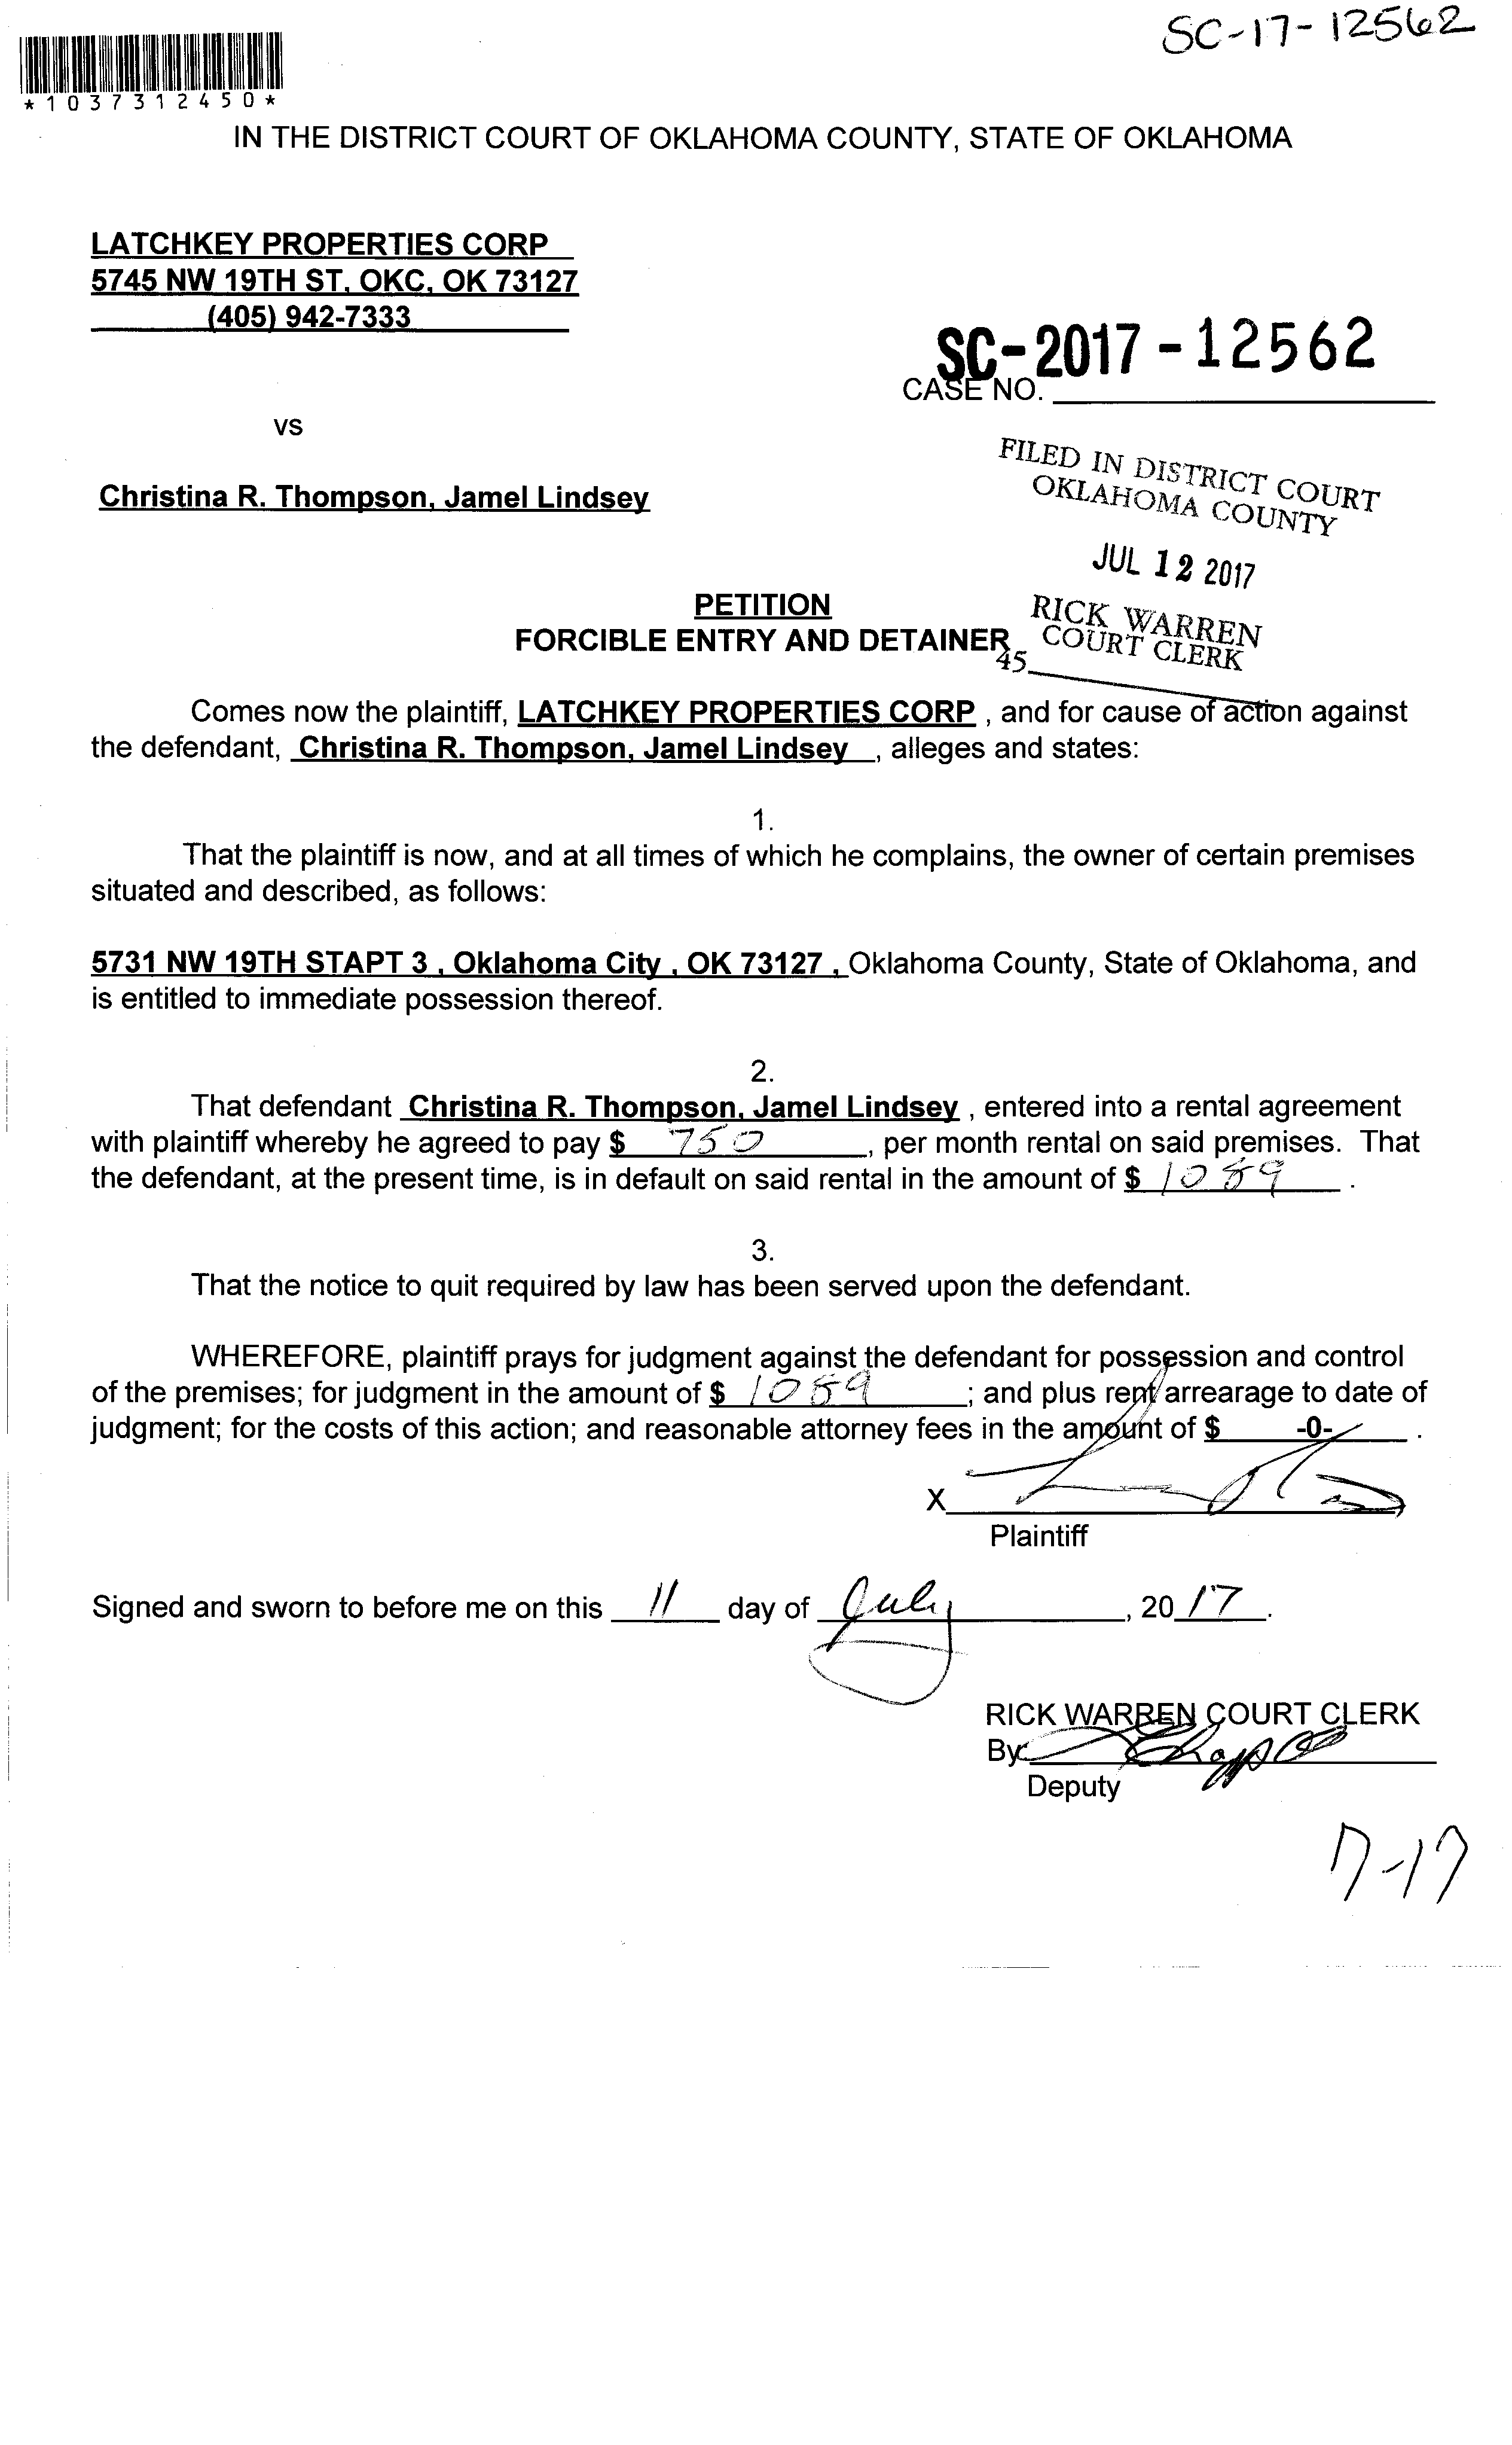 SC-17-12562
*1037312450*
IN THE DISTRICT COURT OF OKLAHOMA COUNTY, STATE OF OKLAHOMA
LATCHKEY PROPERTIES CORP
5745 NW 19TH ST, OKC, OK 73127
(405) 942-7333
SC-2017-12562
CASE NO.
vs
FILED IN DISTRICT COURT
OKLAHOMA COUNTY
Christina R. Thompson, Jamel Lindsey
JUL 12 2017
PETITION
RICK WARREN
FORCIBLE ENTRY AND DETAINER
COURT CLERK
45
Comes now the plaintiff, LATCHKEY PROPERTIES CORP , and for cause of action against
the defendant, Christina R. Thompson, Jamel Lindsey , alleges and states:
1.
That the plaintiff is now, and at all times of which he complains, the owner of certain premises
situated and described, as follows:
5731 NW 19TH STAPT 3 , Oklahoma City , OK 73127 , Oklahoma County, State of Oklahoma, and
is entitled to immediate possession thereof.
2.
That defendant Christina R. Thompson, Jamel Lindsey , entered into a rental agreement
with plaintiff whereby he agreed to pay $ 750 , per month rental on said premises. That
the defendant, at the present time, is in default on said rental in the amount of $ 1089 .
3.
That the notice to quit required by law has been served upon the defendant.
WHEREFORE, plaintiff prays for judgment against the defendant for possession and control
of the premises; for judgment in the amount of $ 1089 ; and plus rent arrearage to date of
judgment; for the costs of this action; and reasonable attorney fees in the amount of $ -0- .
X
Plaintiff
Signed and sworn to before me on this 11 day of July , 20 17 .
RICK WARREN COURT CLERK
By
Deputy
7-17